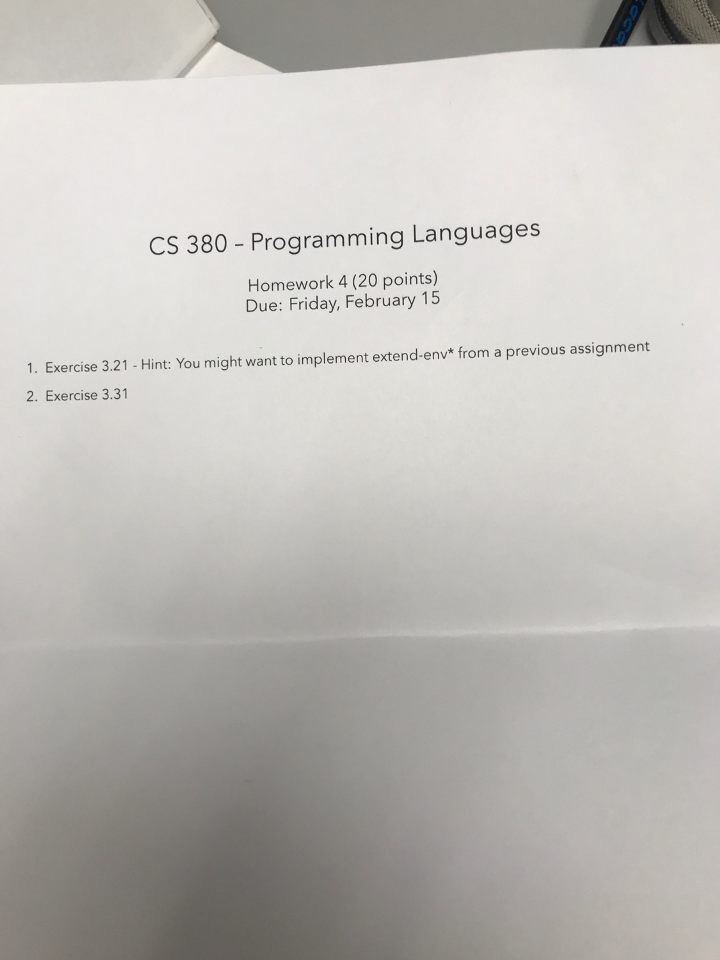 CS 380 – Programming Languages
Homework 4 (20 points)
Due: Friday, February 15
1. Exercise 3.21 - Hint: You might want to implement extend-env* from a previous assignment
2. Exercise 3.31